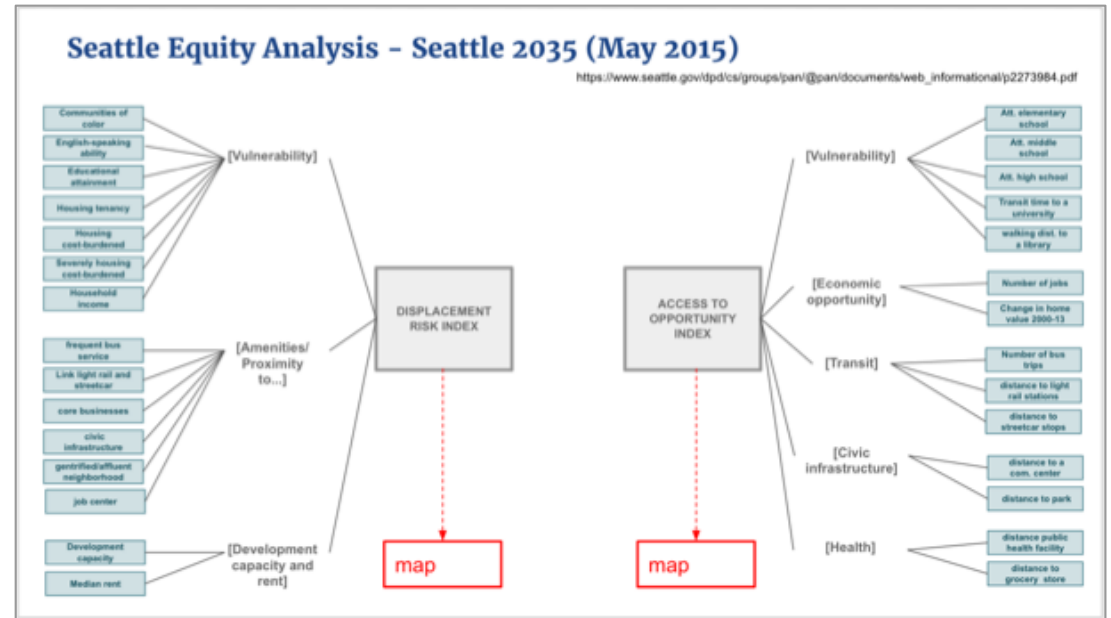 Seattle Equity Analysis - Seattle 2035 (May 2015)
https://www.seattle.gov/dpd/cs/groups/pan/@pan/documents/web_informational/p2273984.pdf
Communities of
color
English-speaking
ability
Educational
attainment
Housing tenancy
Housing
cost-burdened
Severely housing
cost-burdened
Household
income
[Vulnerability]
frequent bus
service
Link light rail and
streetcar
core businesses
civic
infrastructure
gentrified/affluent
neighborhood
job center
[Amenities/
Proximity
to...]
Development
capacity
Median rent
[Development
capacity and
rent]
DISPLACEMENT
RISK INDEX
map
ACCESS TO
OPPORTUNITY
INDEX
map
[Vulnerability]
Att. elementary
school
Att. middle
school
Att. high school
Transit time to a
university
walking dist. to
a library
[Economic
opportunity]
Number of jobs
Change in home
value 2000-13
[Transit]
Number of bus
trips
distance to light
rail stations
distance to
streetcar stops
[Civic
infrastructure]
distance to a
com. center
distance to park
[Health]
distance public
health facility
distance to
grocery store